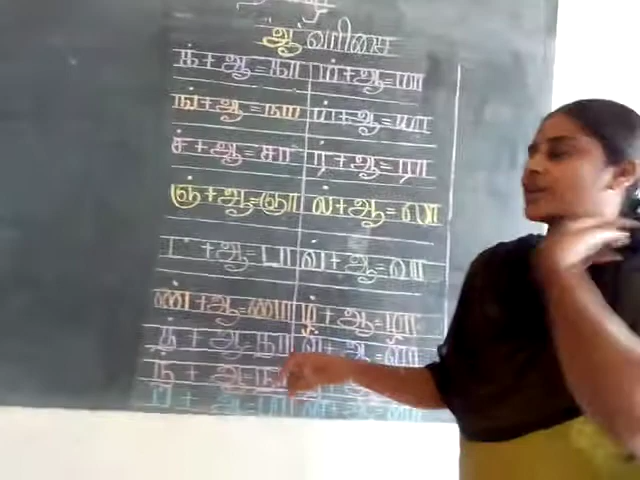 ஆ வரிசை
க்+ஆ=கா ம்+ஆ=மா
ங்+ஆ=ஙா ய்+ஆ=யா
ச்+ஆ=சா ர்+ஆ=ரா
ஞ்+ஆ=ஞா ல்+ஆ=லா
ட்+ஆ=டா வ்+ஆ=வா
ண்+ஆ=ணா ழ்+ஆ=ழா
த்+ஆ=தா ள்+ஆ=ளா
ந்+ஆ=
ப்+ஆ=பா